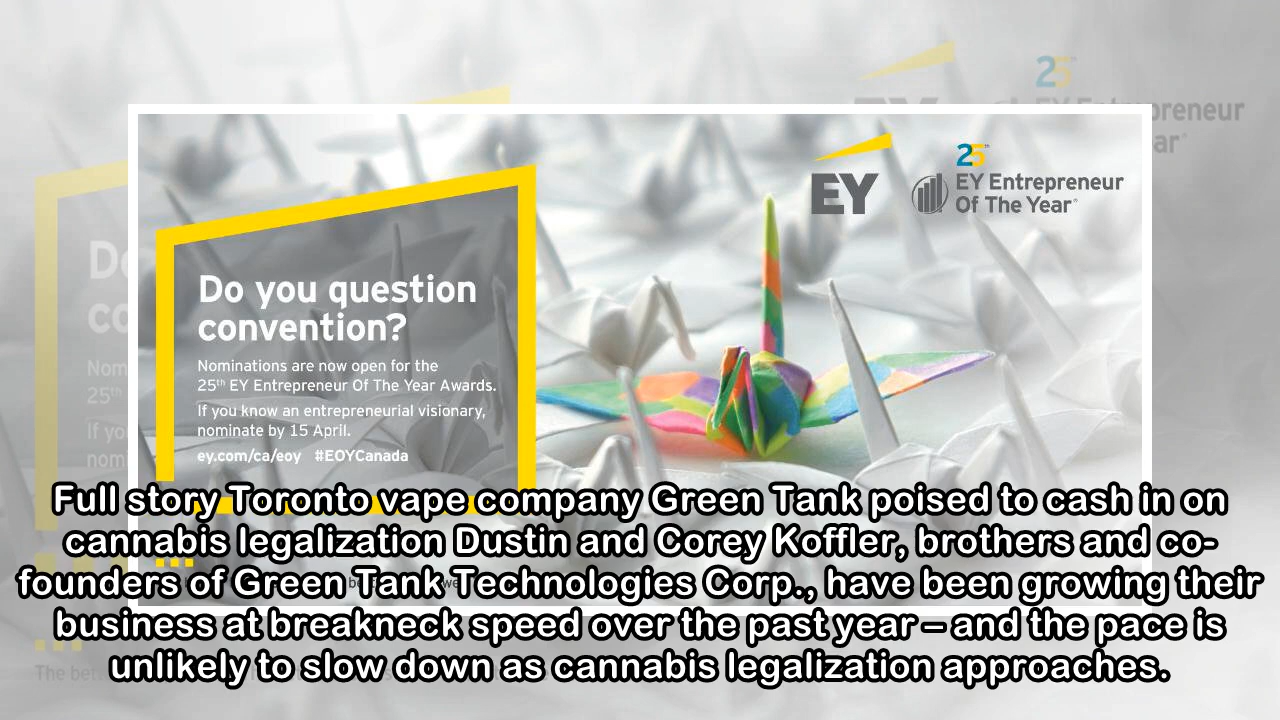 25th
EY
EY Entrepreneur
Of The Year
Do you question
convention?
Nominations are now open for the
25th EY Entrepreneur Of The Year Awards.
If you know an entrepreneurial visionary,
nominate by 15 April.
ey.com/ca/eoy #EOYCanada
Full story Toronto vape company Green Tank poised to cash in on
cannabis legalization Dustin and Corey Koffler, brothers and co-
founders of Green Tank Technologies Corp., have been growing their
business at breakneck speed over the past year – and the pace is
unlikely to slow down as cannabis legalization approaches.